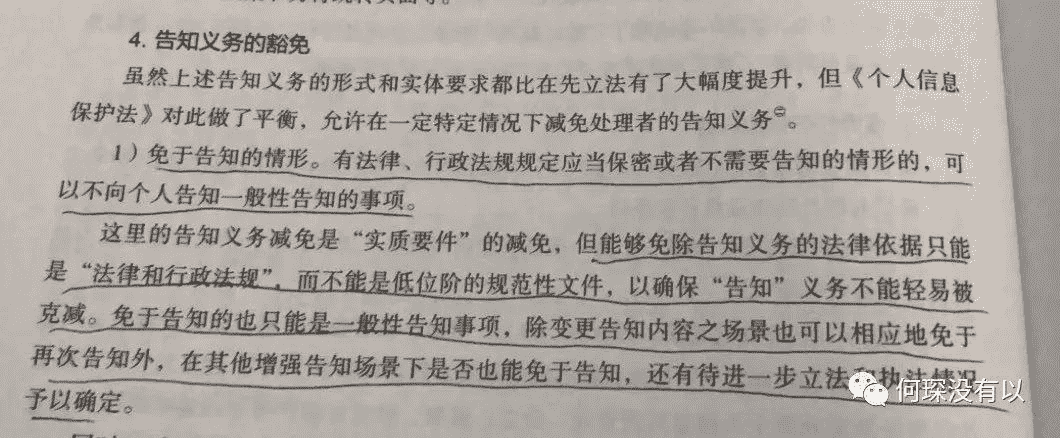 4. 告知义务的豁免
虽然上述告知义务的形式和实体要求都比在先立法有了大幅度提升，但《个人信息
保护法》对此做了平衡，允许在一定特定情况下减免处理者的告知义务㊀。
1）免于告知的情形。有法律、行政法规规定应当保密或者不需要告知的情形的，可
以不向个人告知一般性告知的事项。
这里的告知义务减免是“实质要件”的减免，但能够免除告知义务的法律依据只能
是“法律和行政法规”，而不能是低位阶的规范性文件，以确保“告知”义务不能轻易被
克减。免于告知的也只能是一般性告知事项，除变更告知内容之场景也可以相应地免于
再次告知外，在其他增强告知场景下是否也能免于告知，还有待进一步立法执法情况
予以确定。
何琛没有以